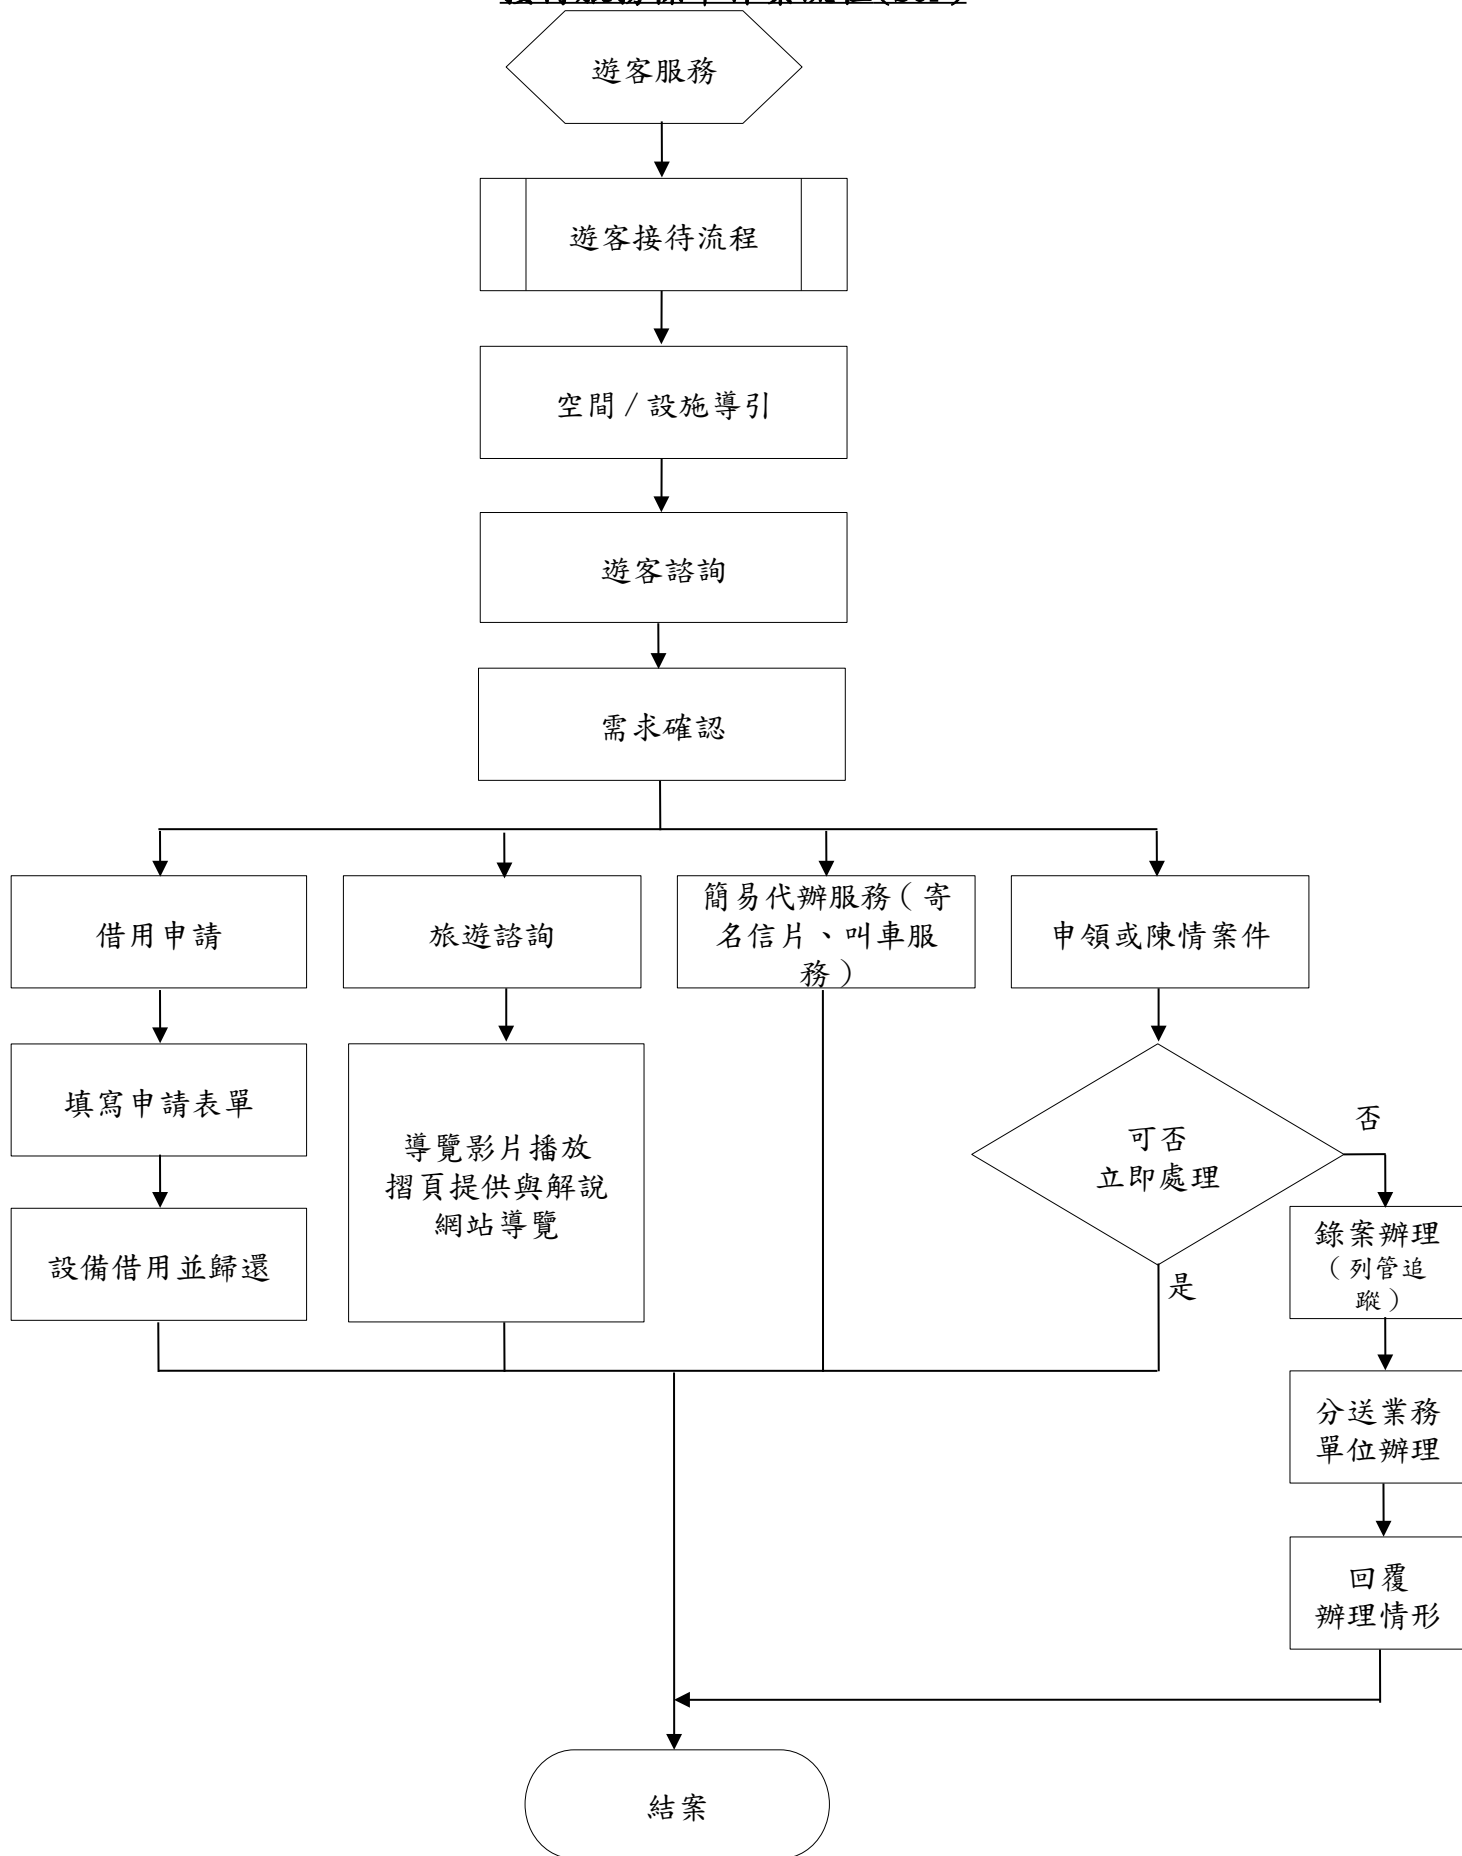 遊客服務
遊客接待流程
空間/設施導引
遊客諮詢
需求確認
借用申請
旅遊諮詢
簡易代辦服務(寄
名信片、叫車服
務)
申領或陳情案件
填寫申請表單
設備借用並歸還
導覽影片播放
摺頁提供與解說
網站導覽
可否
立即處理
否
是
錄案辦理
(列管追
蹤)
分送業務
單位辦理
回覆
辦理情形
結案